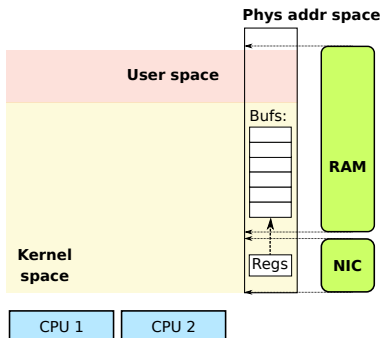 Phys addr space
User space
Bufs:
RAM
Kernel
space
Regs
NIC
CPU 1
CPU 2